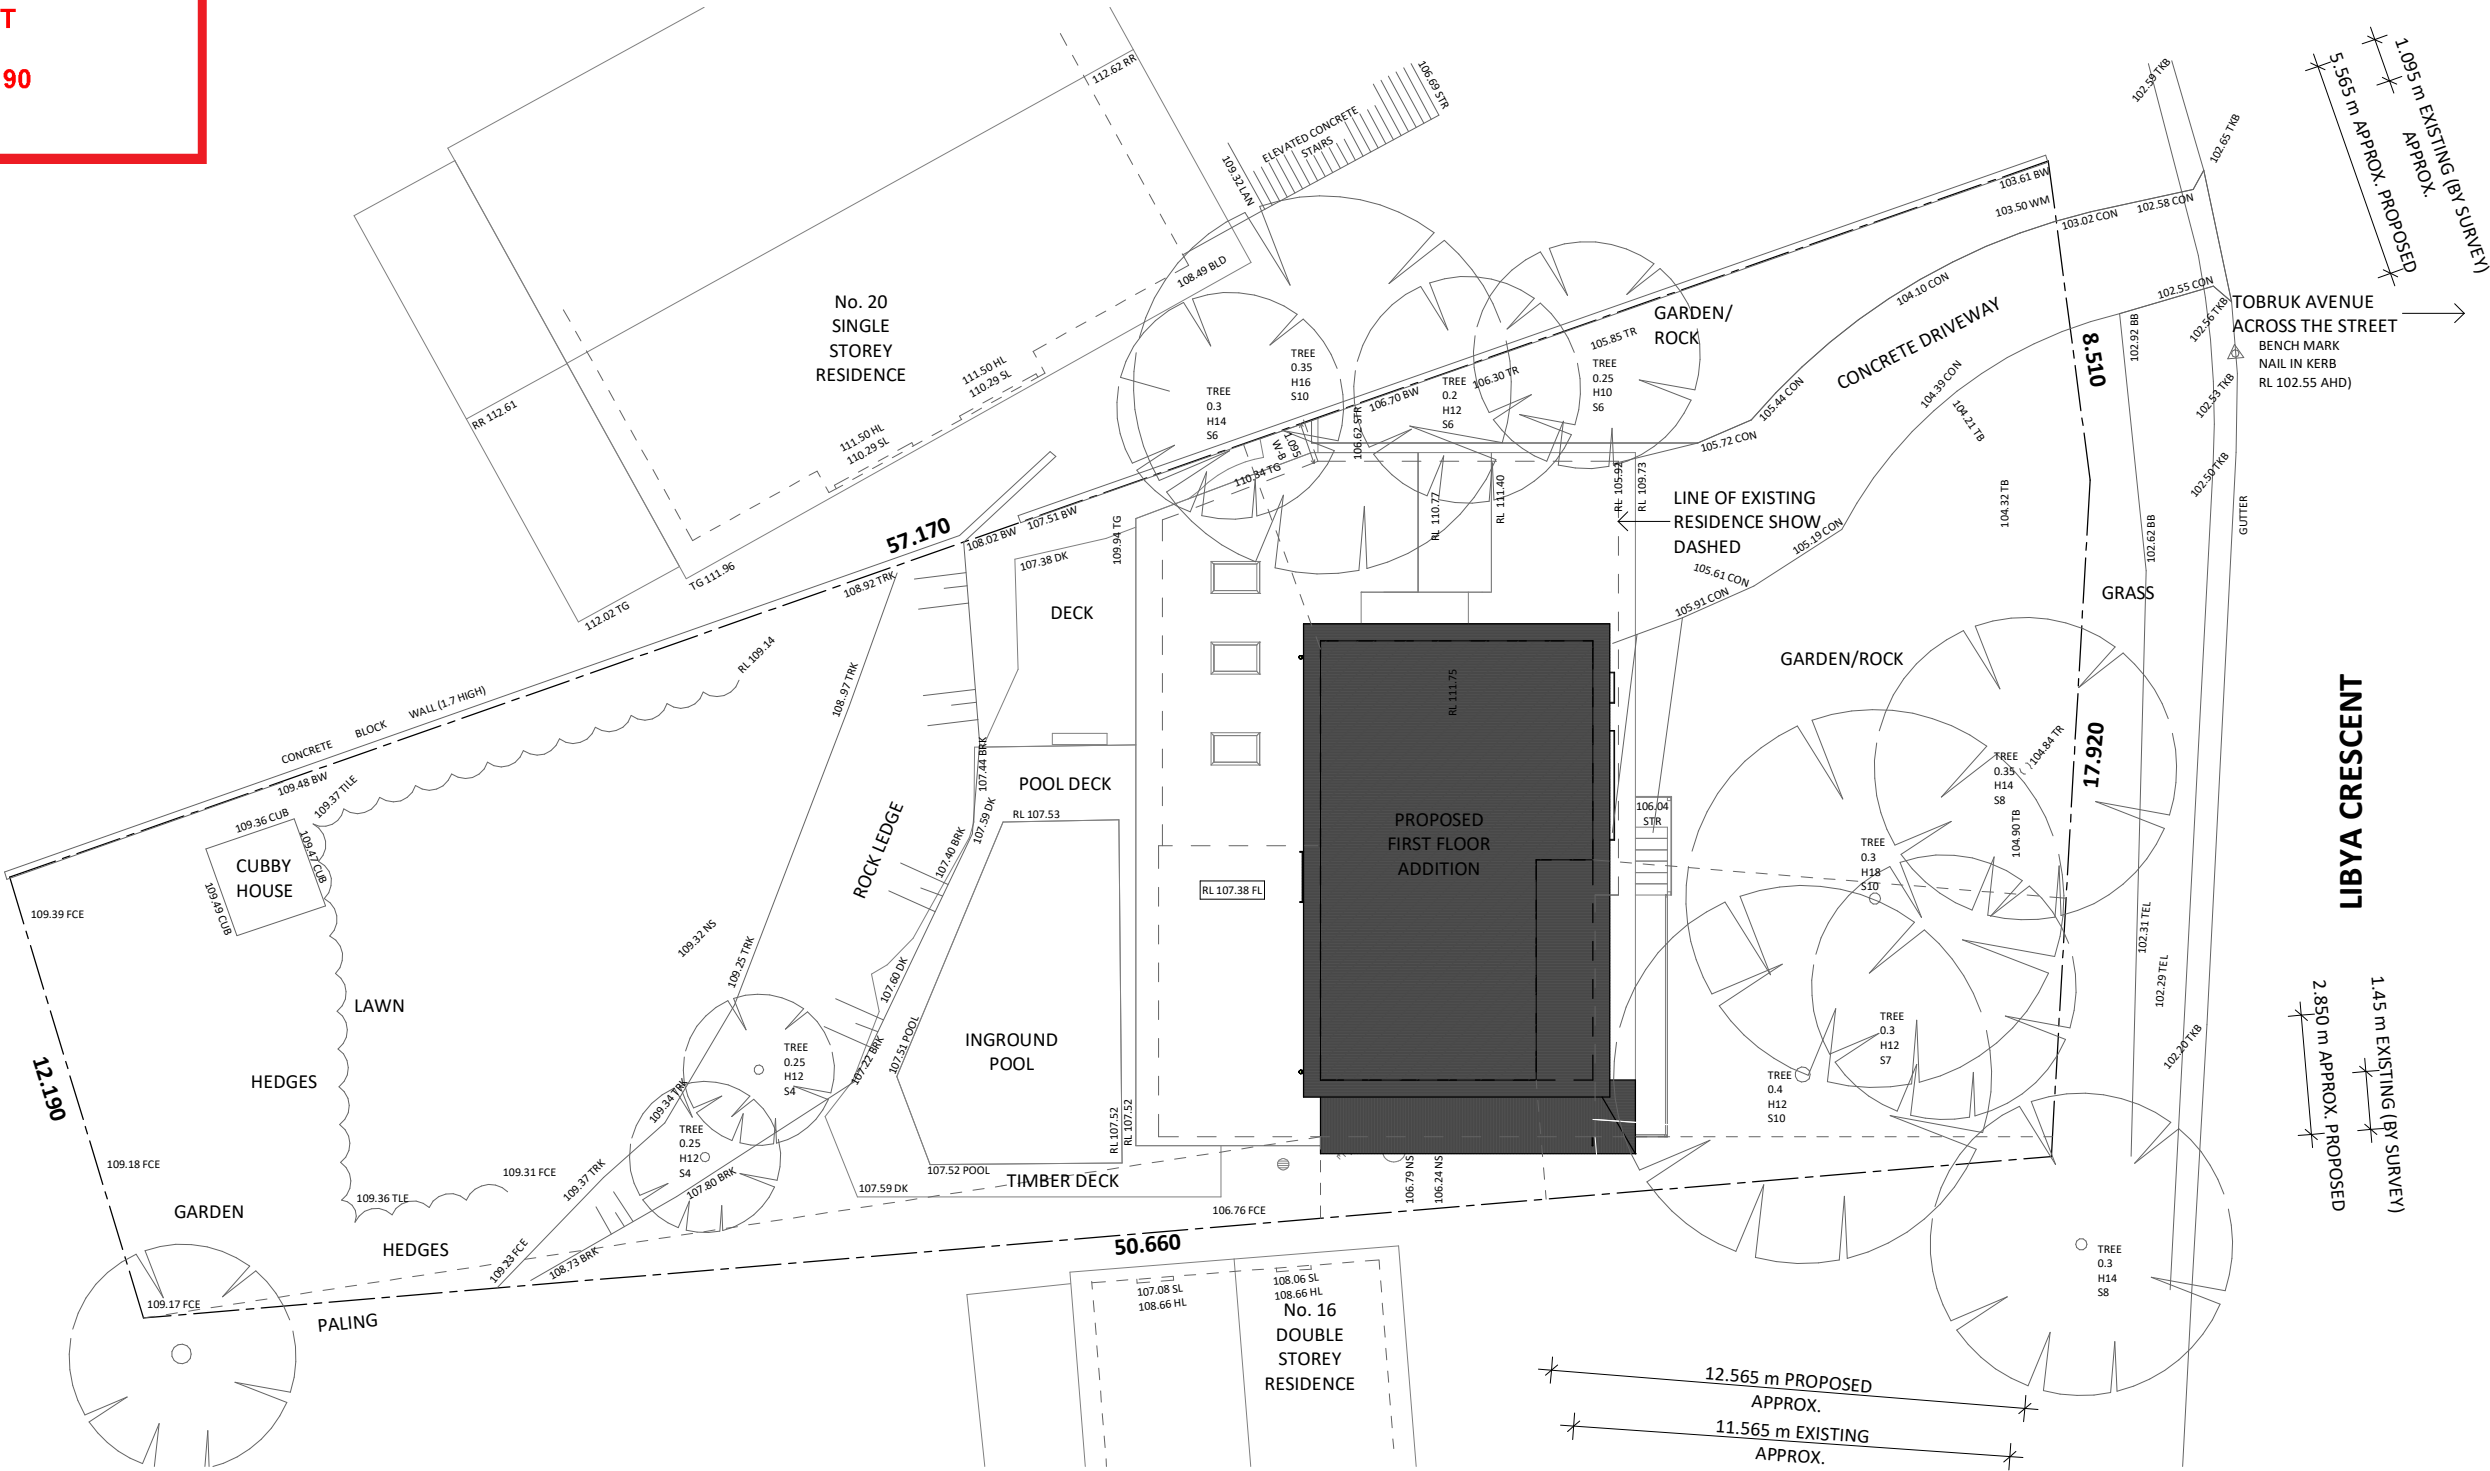 T
90
112.62 RR
106.69 STR
ELEVATED CONCRETE
STAIRS
109.32 LAN
108.49 BLD
No. 20
SINGLE
STOREY
RESIDENCE
111.50 HL
110.29 SL
111.50 HL
110.29 SL
RR 112.61
TG 111.96
112.02 TG
102.59 TKB
102.65 TKB
1.095 m EXISTING (BY SURVEY)
APPROX.
5.565 m APPROX. PROPOSED
103.61 BW
103.50 WM
103.02 CON
102.58 CON
102.55 CON
102.56 TKB
TOBRUK AVENUE
ACROSS THE STREET
BENCH MARK
NAIL IN KERB
RL 102.55 AHD)
8.510
102.92 BB
102.53 TKB
102.50 TKB
GUTTER
104.10 CON
CONCRETE DRIVEWAY
104.39 CON
104.21 TB
104.32 TB
102.62 BB
GARDEN/
ROCK
105.85 TR
TREE
0.25
H10
S6
106.30 TR
TREE
0.2
H12
S6
106.70 BW
106.62 STR
TREE
0.35
H16
S10
TREE
0.3
H14
S6
1.095
W-B
110.34 TG
105.44 CON
105.72 CON
RL 110.77
RL 111.40
RL 105.92
RL 109.73
LINE OF EXISTING
RESIDENCE SHOW
DASHED
105.19 CON
105.61 CON
105.91 CON
GRASS
57.170
108.02 BW
107.51 BW
109.94 TG
107.38 DK
108.92 TRK
DECK
RL 109.14
108.97 TRK
CONCRETE BLOCK WALL (1.7 HIGH)
109.48 BW
109.37 TILE
109.36 CUB
109.47 CUB
109.49 CUB
CUBBY
HOUSE
109.39 FCE
107.44 BRK
POOL DECK
107.59 DK
RL 107.53
107.40 BRK
ROCK LEDGE
RL 111.75
PROPOSED
FIRST FLOOR
ADDITION
RL 107.38 FL
106.04
STR
GARDEN/ROCK
TREE
0.35
H14
S8
104.84 TR
17.920
104.90 TB
TREE
0.3
H18
S10
LIBYA CRESCENT
102.31 TEL
102.29 TEL
102.20 TKB
1.45 m EXISTING (BY SURVEY)
2.850 m APPROX. PROPOSED
TREE
0.3
H12
S7
TREE
0.4
H12
S10
109.32 NS
109.25 TRK
107.60 DK
107.51 POOL
107.22 BRK
INGROUND
POOL
LAWN
HEDGES
12.190
TREE
0.25
H12
S4
109.34 TRK
TREE
0.25
H12
S4
RL 107.52
RL 107.52
107.52 POOL
TIMBER DECK
107.59 DK
107.80 BRK
109.37 TRK
109.31 FCE
109.18 FCE
109.36 TLE
GARDEN
HEDGES
109.23 FCE
108.73 BRK
109.17 FCE
PALING
106.76 FCE
106.79 NS
106.24 NS
50.660
107.08 SL
108.66 HL
108.06 SL
108.66 HL
No. 16
DOUBLE
STOREY
RESIDENCE
TREE
0.3
H14
S8
12.565 m PROPOSED
APPROX.
11.565 m EXISTING
APPROX.